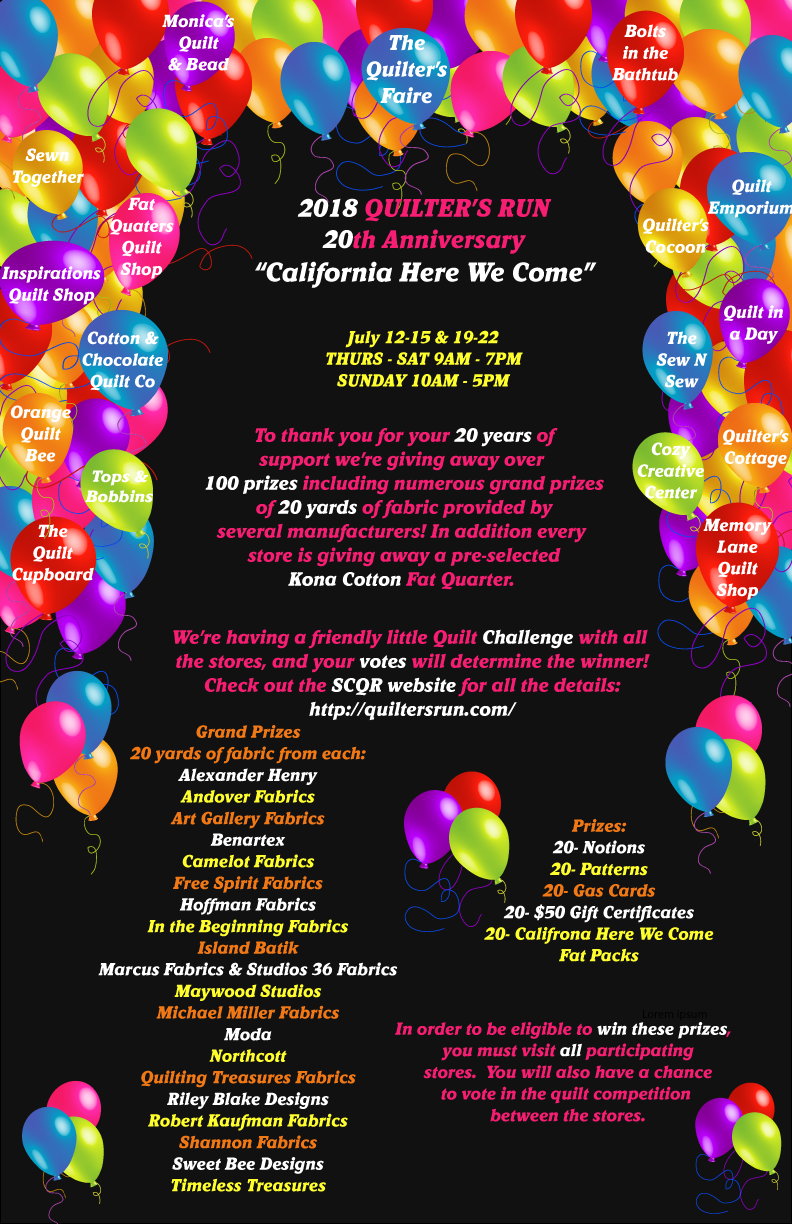 Monica's
Quilt
& Bead
The
Quilter's
Faire
Bolts
in the
Bathtub
Sewn
Together
Fat
Quaters
Quilt
Shop
Inspirations
Quilt Shop
Cotton &
Chocolate
Quilt Co
Orange
Quilt
Bee
Tops &
Bobbins
The
Quilt
Cupboard
Quilt
Emporium
Quilter's
Cocoon
Quilt in
a Day
The
Sew N
Sew
Quilter's
Cottage
Cozy
Creative
Center
Memory
Lane
Quilt
Shop
2018 QUILTER'S RUN
20th Anniversary
“California Here We Come”
July 12-15 & 19-22
THURS - SAT 9AM - 7PM
SUNDAY 10AM - 5PM
To thank you for your 20 years of
support we're giving away over
100 prizes including numerous grand prizes
of 20 yards of fabric provided by
several manufacturers! In addition every
store is giving away a pre-selected
Kona Cotton Fat Quarter.
We're having a friendly little Quilt Challenge with all
the stores, and your votes will determine the winner!
Check out the SCQR website for all the details:
http://quiltersrun.com/
Grand Prizes
20 yards of fabric from each:
Alexander Henry
Andover Fabrics
Art Gallery Fabrics
Benartex
Camelot Fabrics
Free Spirit Fabrics
Hoffman Fabrics
In the Beginning Fabrics
Island Batik
Marcus Fabrics & Studios 36 Fabrics
Maywood Studios
Michael Miller Fabrics
Moda
Northcott
Quilting Treasures Fabrics
Riley Blake Designs
Robert Kaufman Fabrics
Shannon Fabrics
Sweet Bee Designs
Timeless Treasures
Prizes:
20- Notions
20- Patterns
20- Gas Cards
20- $50 Gift Certificates
20- Califrona Here We Come
Fat Packs
Lorem ipsum
In order to be eligible to win these prizes,
you must visit all participating
stores. You will also have a chance
to vote in the quilt competition
between the stores.